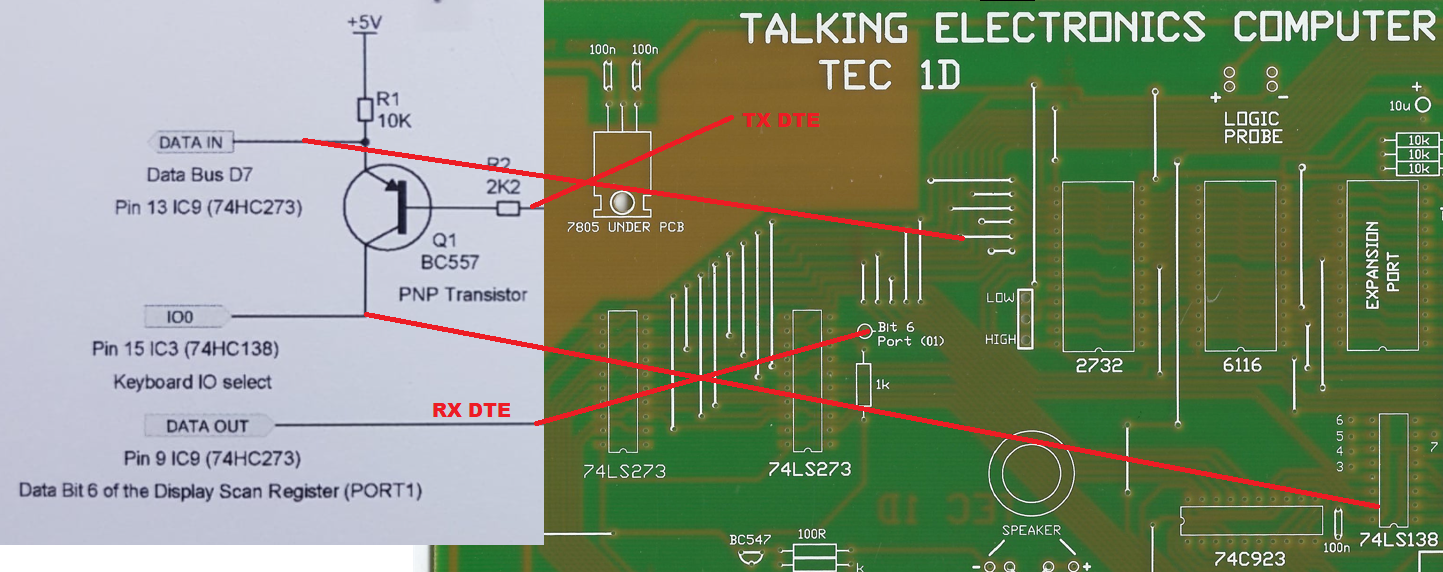 +5V
R1
10K
DATA IN
Data Bus D7
Pin 13 IC9 (74HC273)
R2
2K2
Q1
BC557
PNP Transistor
IO0
Pin 15 IC3 (74HC138)
Keyboard IO select
RX DTE
DATA OUT
Pin 9 IC9 (74HC273)
Data Bit 6 of the Display Scan Register (PORT1)
TALKING ELECTRONICS COMPUTER
TEC 1D
100n 100n
TX DTE
7805 UNDER PCB
+ -
LOGIC
PROBE
+
10u
10k
10k
10k
EXPANSION
PORT
LOW
HIGH
Bit 6
Port (01)
1k
2732
6116
74LS273
74LS273
6
5
4
3
7
TEC 1D
SPEAKER
- +
BC547
100R
k
74C923
100n
74LS138